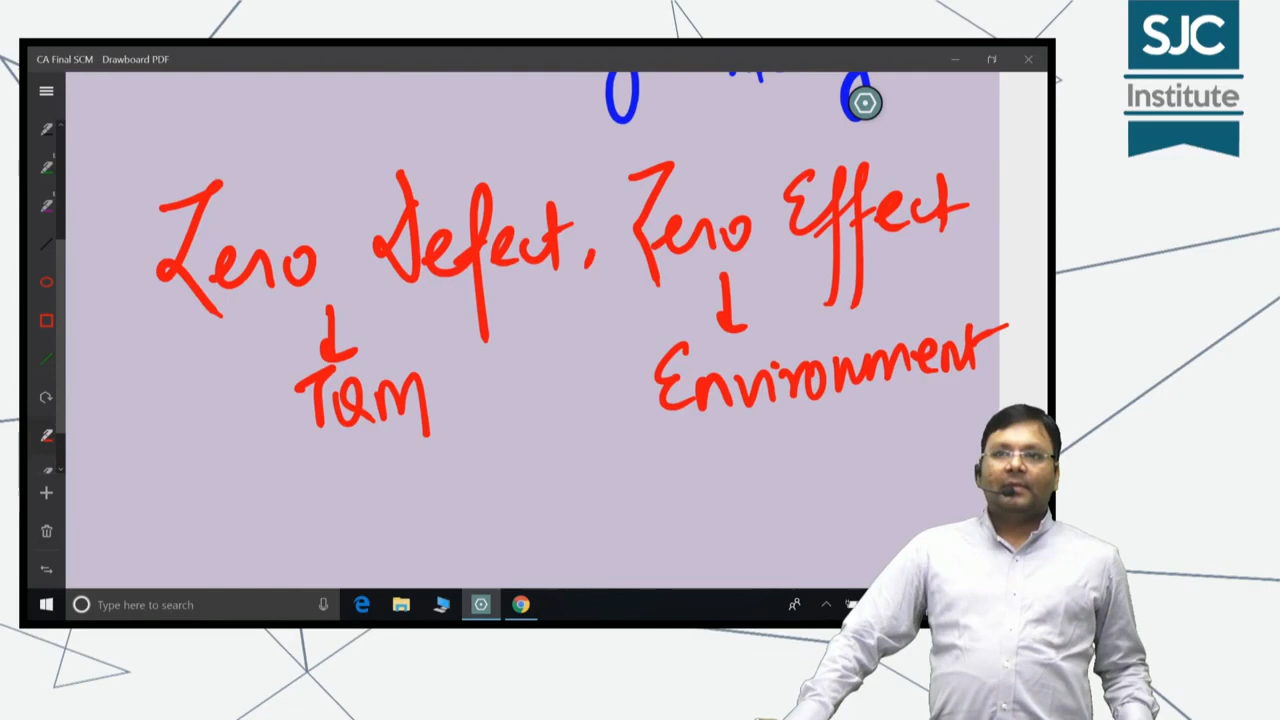 SJC
Institute
CA Final SCM Drawboard PDF
Zero Defect, Zero Effect
TQM
Environment
Type here to search